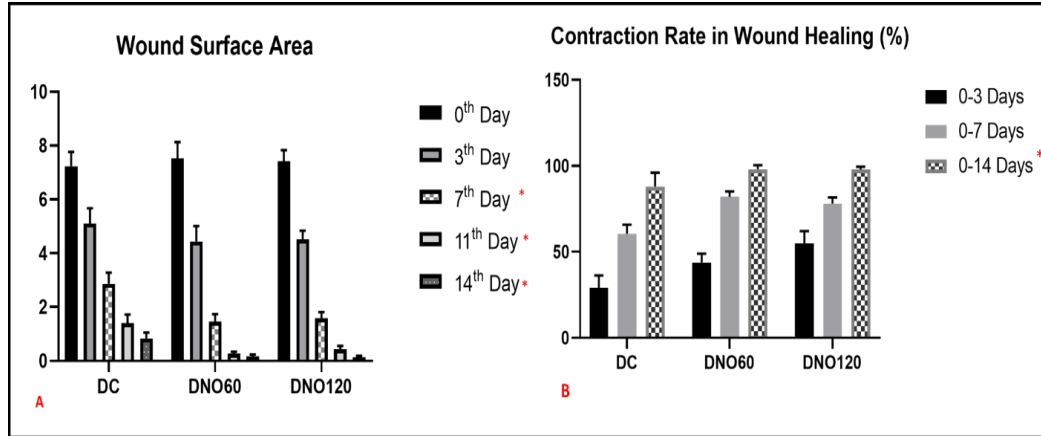 Wound Surface Area
10
8
6
4
2
0
DC
DNO60
DNO120
0th Day
3th Day
7th Day *
11th Day *
14th Day *
A
Contraction Rate in Wound Healing (%)
150
100
50
0
DC
DNO60
DNO120
0-3 Days
0-7 Days
0-14 Days *
B